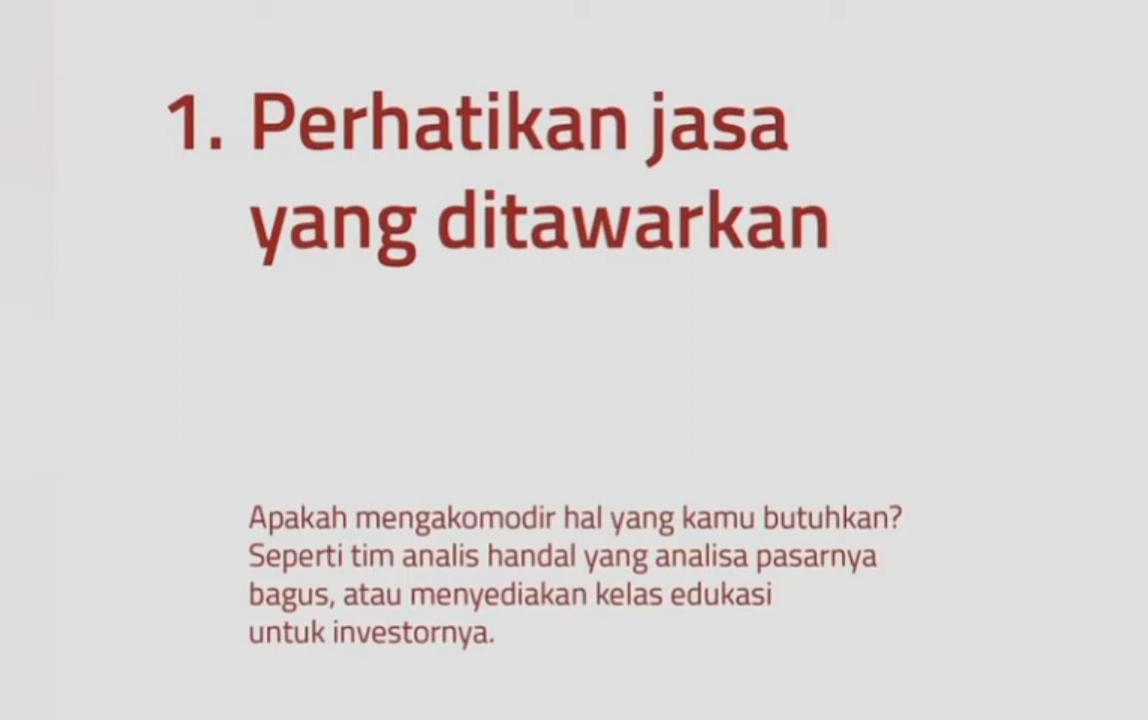 1. Perhatikan jasa
yang ditawarkan
Apakah mengakomodir hal yang kamu butuhkan?
Seperti tim analis handal yang analisa pasarnya
bagus, atau menyediakan kelas edukasi
untuk investornya.